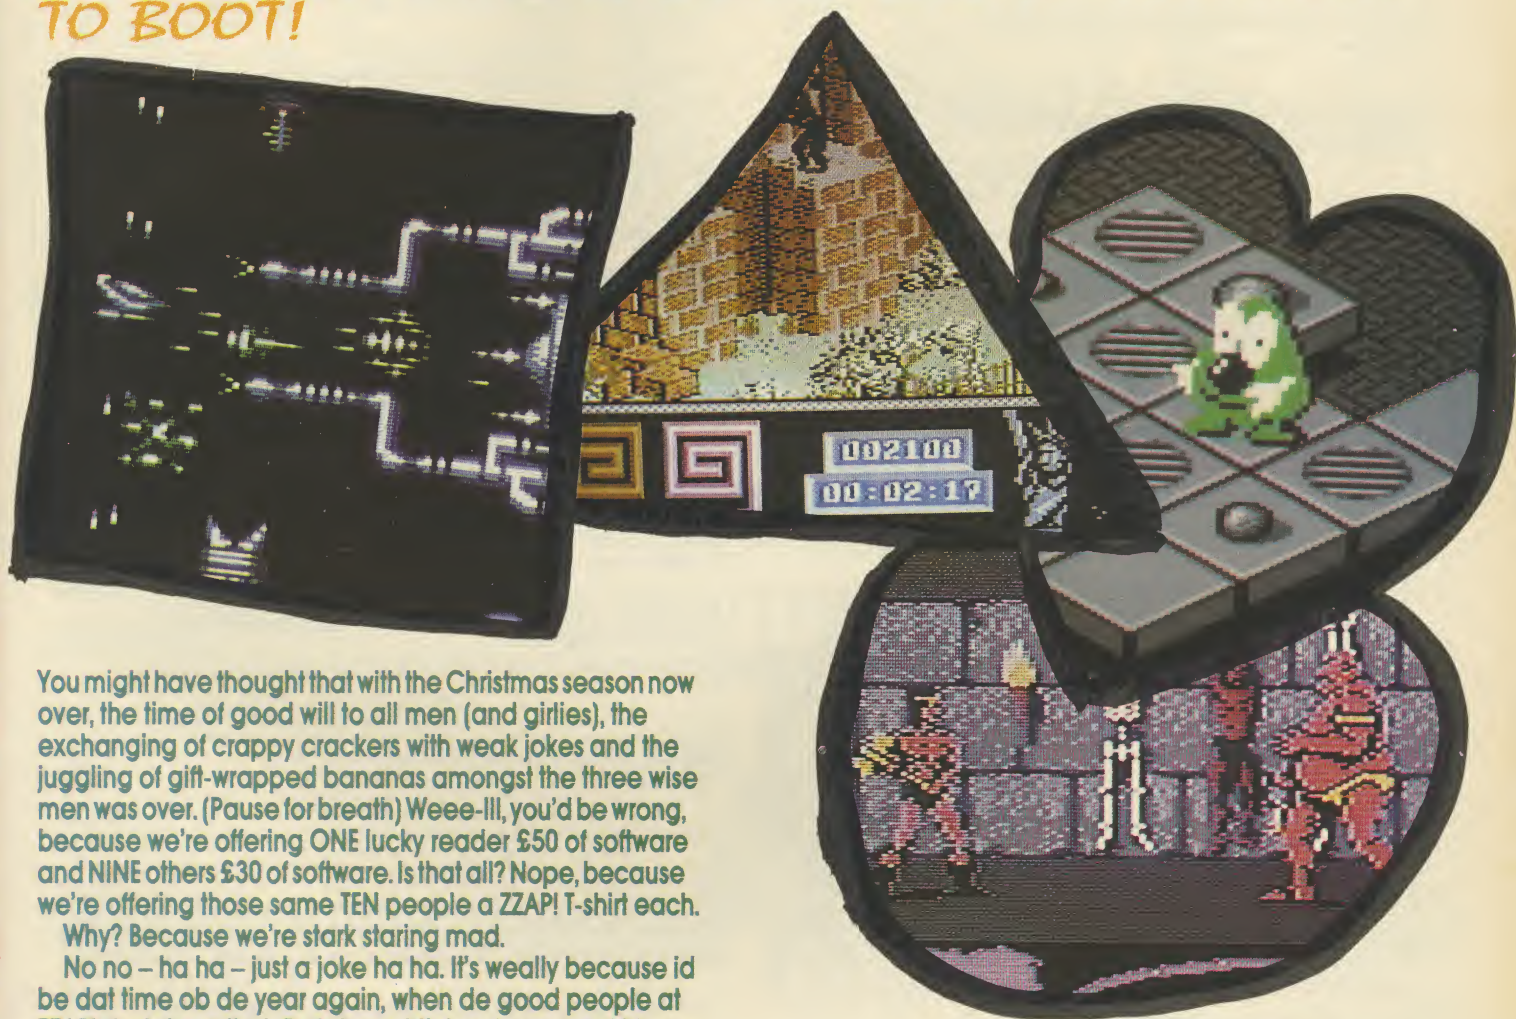 TO BOOT!
002100
00:02:17
You might have thought that with the Christmas season now
over, the time of good will to all men (and girlies), the
exchanging of crappy crackers with weak jokes and the
juggling of gift-wrapped bananas amongst the three wise
men was over. (Pause for breath) Weee-lll, you'd be wrong,
because we're offering ONE lucky reader £50 of software
and NINE others £30 of software. Is that all? Nope, because
we're offering those same TEN people a ZZAP! T-shirt each.
Why? Because we're stark staring mad.
No no – ha ha – just a joke ha ha. It's weally because id
be dat time ob de year again, when de good people at